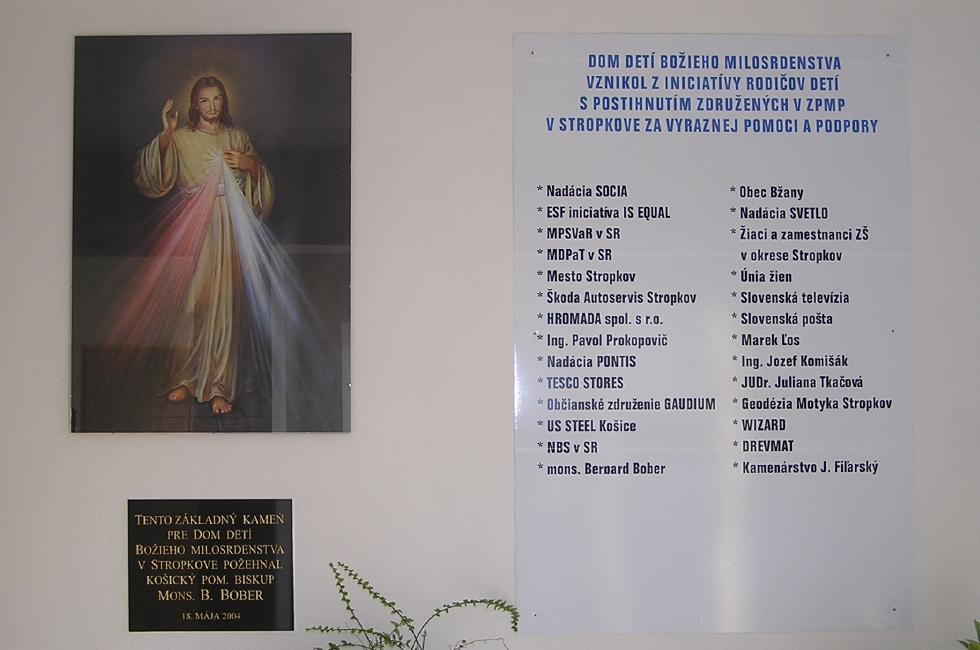 DOM DETÍ BOŽIEHO MILOSRDENSTVA
VZNIKOL Z INICIATÍVY RODIČOV DETÍ
S POSTIHNUTÍM ZDRUŽENÝCH V ZPMP
V STROPKOVE ZA VYRAZNEJ POMOCI A PODPORY
* Nadácia SOCIA
* ESF iniciatíva IS EQUAL
* MPSVaR v SR
* MDPaT v SR
* Mesto Stropkov
* Škoda Autoservis Stropkov
* HROMADA spol. s r.o.
* Ing. Pavol Prokopovič
* Nadácia PONTIS
* TESCO STORES
* Občianské združenie GAUDIUM
* US STEEL Košice
* NBS v SR
* mons. Bernard Bober
* Obec Bžany
* Nadácia SVETLO
* Žiaci a zamestnanci ZŠ
v okrese Stropkov
* Únia žien
* Slovenská televízia
* Slovenská pošta
* Marek Ľos
* Ing. Jozef Komišák
* JUDr. Juliana Tkačová
* Geodézia Motyka Stropkov
* WIZARD
* DREVMAT
* Kamenárstvo J. Fiľarský
TENTO ZÁKLADNÝ KAMEŇ
PRE DOM DETÍ
BOŽIEHO MILOSRDENSTVA
V STROPKOVE POŽEHNAL
KOŠICKÝ POM. BISKUP
MONS. B. BOBER
18. MÁJA 2004